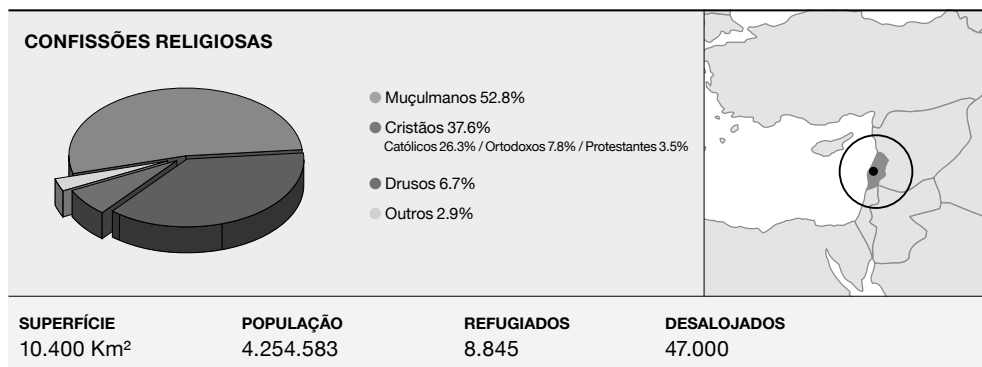 CONFISSÕES RELIGIOSAS
Muçulmanos 52.8%
Cristãos 37.6%
Católicos 26.3% / Ortodoxos 7.8% / Protestantes 3.5%
Drusos 6.7%
Outros 2.9%
SUPERFÍCIE
10.400 Km²
POPULAÇÃO
4.254.583
REFUGIADOS
8.845
DESALOJADOS
47.000